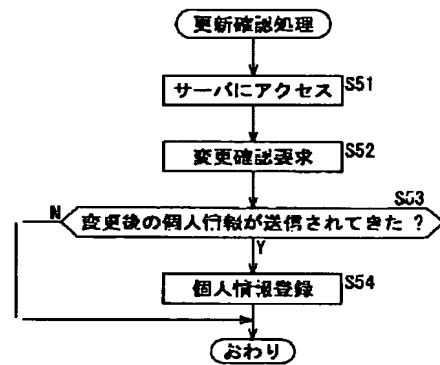 更新確認処理
サーバにアクセス
S51
変更確認要求
S52
S53
N
変更後の個人情報が送信されてきた ?
Y
個人情報登録
S54
おわり